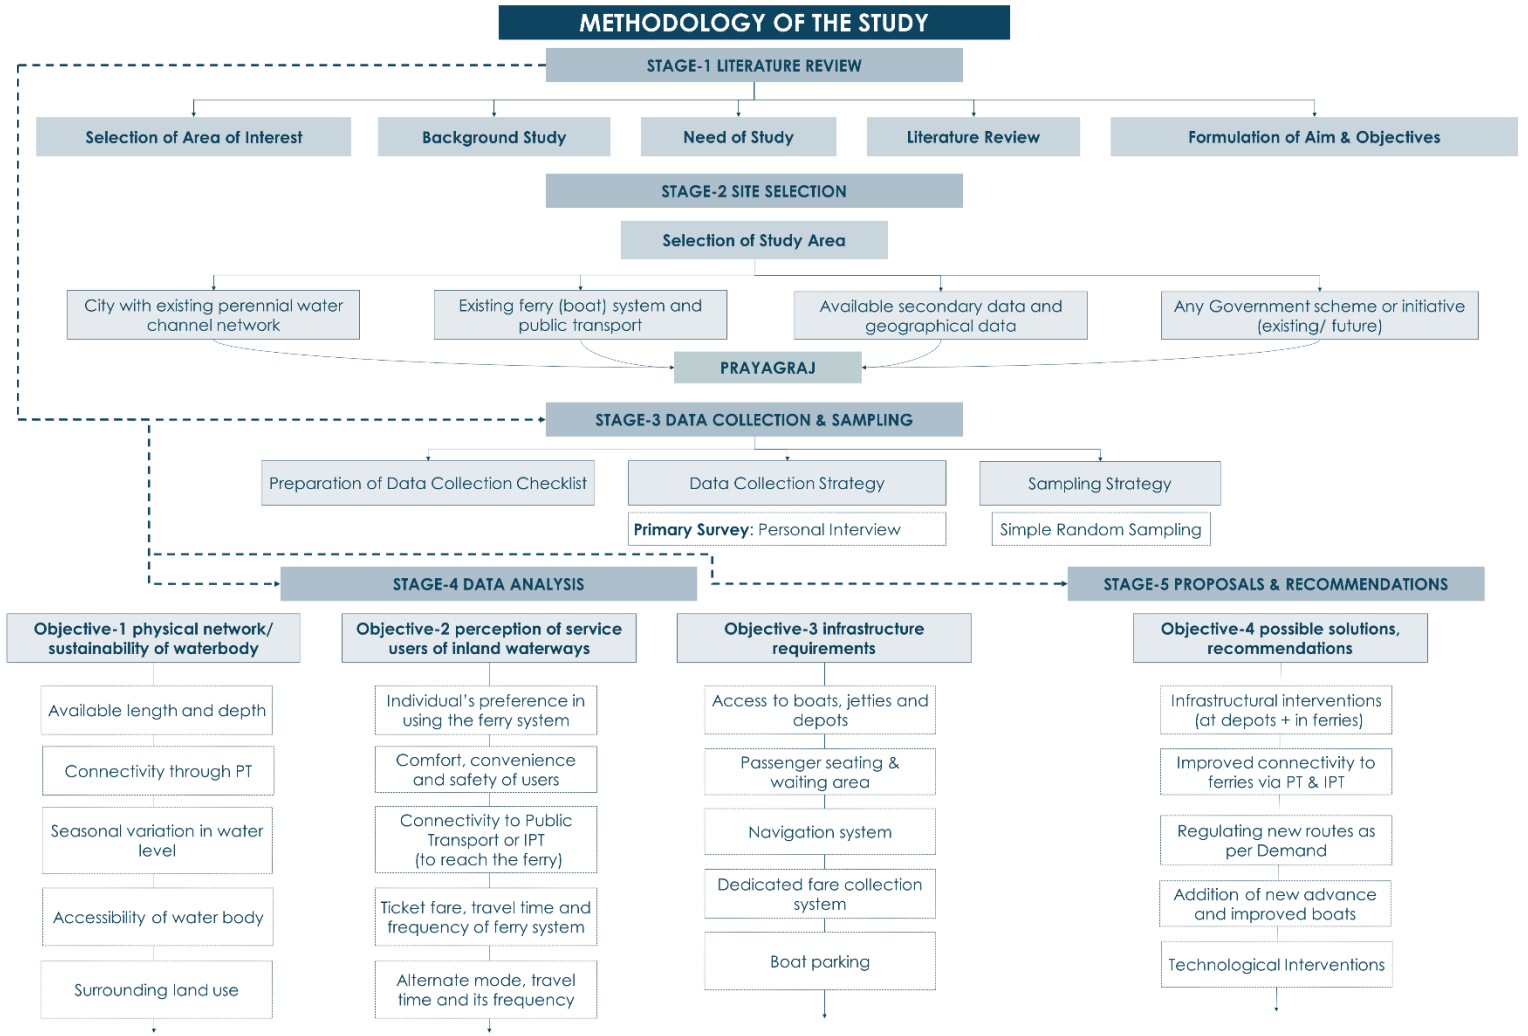 METHODOLOGY OF THE STUDY
STAGE-1 LITERATURE REVIEW
Selection of Area of Interest
Background Study
Need of Study
Literature Review
Formulation of Aim & Objectives
STAGE-2 SITE SELECTION
Selection of Study Area
City with existing perennial water
channel network
Existing ferry (boat) system and
public transport
Available secondary data and
geographical data
Any Government scheme or initiative
(existing/ future)
PRAYAGRAJ
STAGE-3 DATA COLLECTION & SAMPLING
Preparation of Data Collection Checklist
Data Collection Strategy
Sampling Strategy
Primary Survey: Personal Interview
Simple Random Sampling
STAGE-4 DATA ANALYSIS
STAGE-5 PROPOSALS & RECOMMENDATIONS
Objective-1 physical network/
sustainability of waterbody
Available length and depth
Connectivity through PT
Seasonal variation in water
level
Accessibility of water body
Surrounding land use
Objective-2 perception of service
users of inland waterways
Individual's preference in
using the ferry system
Comfort, convenience
and safety of users
Connectivity to Public
Transport or IPT
(to reach the ferry)
Ticket fare, travel time and
frequency of ferry system
Alternate mode, travel
time and its frequency
Objective-3 infrastructure
requirements
Access to boats, jetties and
depots
Passenger seating &
waiting area
Navigation system
Dedicated fare collection
system
Boat parking
Objective-4 possible solutions,
recommendations
Infrastructural interventions
(at depots + in ferries)
Improved connectivity to
ferries via PT & IPT
Regulating new routes as
per Demand
Addition of new advance
and improved boats
Technological Interventions